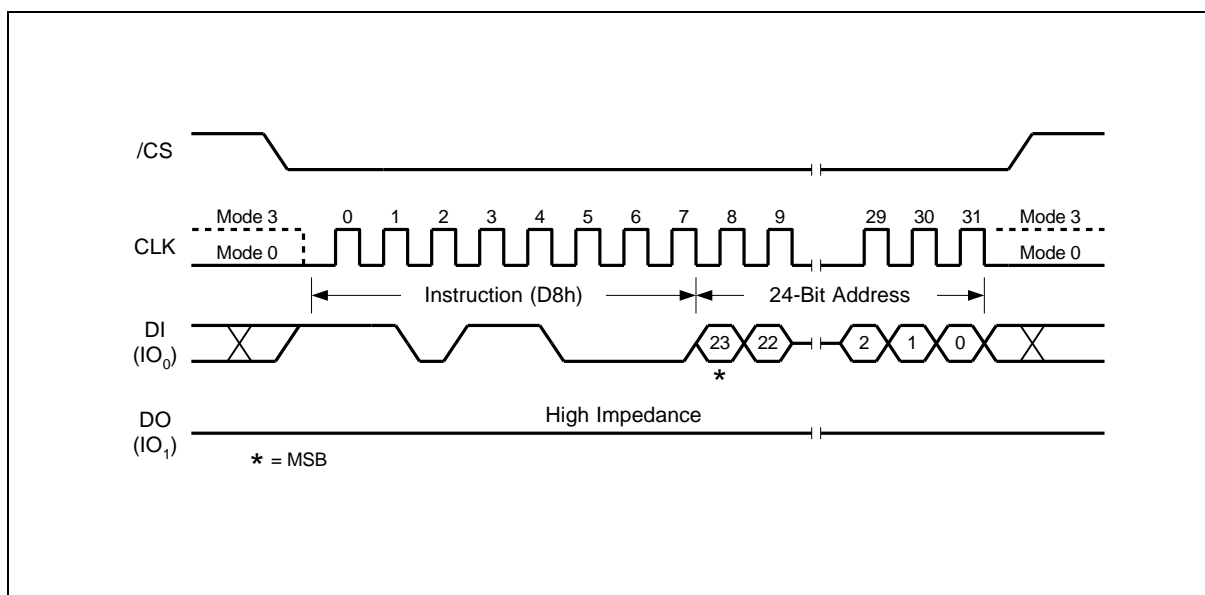 /CS
Mode 3
0 1 2 3 4 5 6 7 8 9 29 30 31
Mode 3
CLK
Mode 0
Mode 0
Instruction (D8h)
24-Bit Address
DI
(IO₀)
23 22 2 1 0
*
High Impedance
DO
(IO₁)
* = MSB